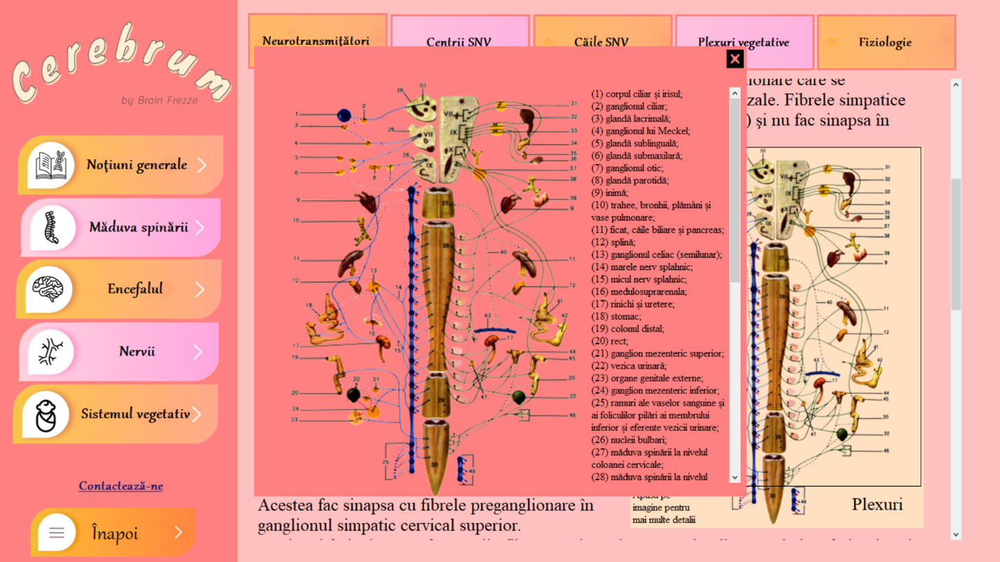 Cerebrum
by Brain Frezze
Noțiuni generale
Măduva spinării
Encefalul
Nervii
Sistemul vegetativ
Contactează-ne
Înapoi
Neurotransmițători
Centrii SNV
Căile SNV
Plexuri vegetative
Fiziologie
(1) corpul ciliar și irisul;
(2) ganglionul ciliar;
(3) glandă lacrimală;
(4) ganglionul lui Meckel;
(5) glandă sublinguală;
(6) glandă submaxilară;
(7) ganglionul otic;
(8) glandă parotidă;
(9) inimă;
(10) trahee, bronhii, plămâni și
vase pulmonare;
(11) ficat, căile biliare și pancreas;
(12) splină;
(13) ganglionul celiac (semilunar);
(14) marele nerv splahnic;
(15) micul nerv splahnic;
(16) medulosuprarenala;
(17) rinichi și uretere;
(18) stomac;
(19) colonul distal;
(20) rect;
(21) ganglion mezenteric superior;
(22) vezica urinară;
(23) organe genitale externe;
(24) ganglion mezenteric inferior;
(25) ramuri ale vaselor sanguine și
ai foliculilor pilări ai membrului
inferior și eferente vezicii urinare;
(26) nucleii bulbari;
(27) măduva spinării la nivelul
coloanei cervicale;
(28) măduva spinării la nivelul
care se
zale. Fibrele simpatice
) și nu fac sinapsa în
Acestea fac sinapsa cu fibrele preganglionare în
ganglionul simpatic cervical superior.
imagine pentru
mai multe detalii
Plexuri